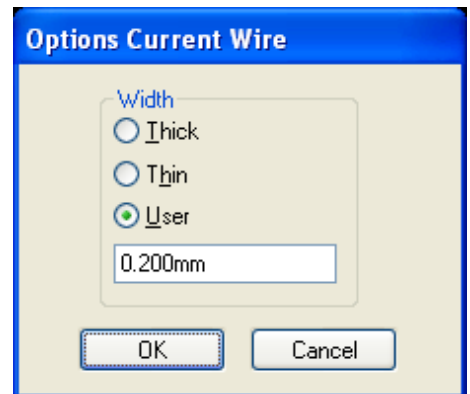 Options Current Wire
Width
Thick
Thin
User
0.200mm
OK Cancel